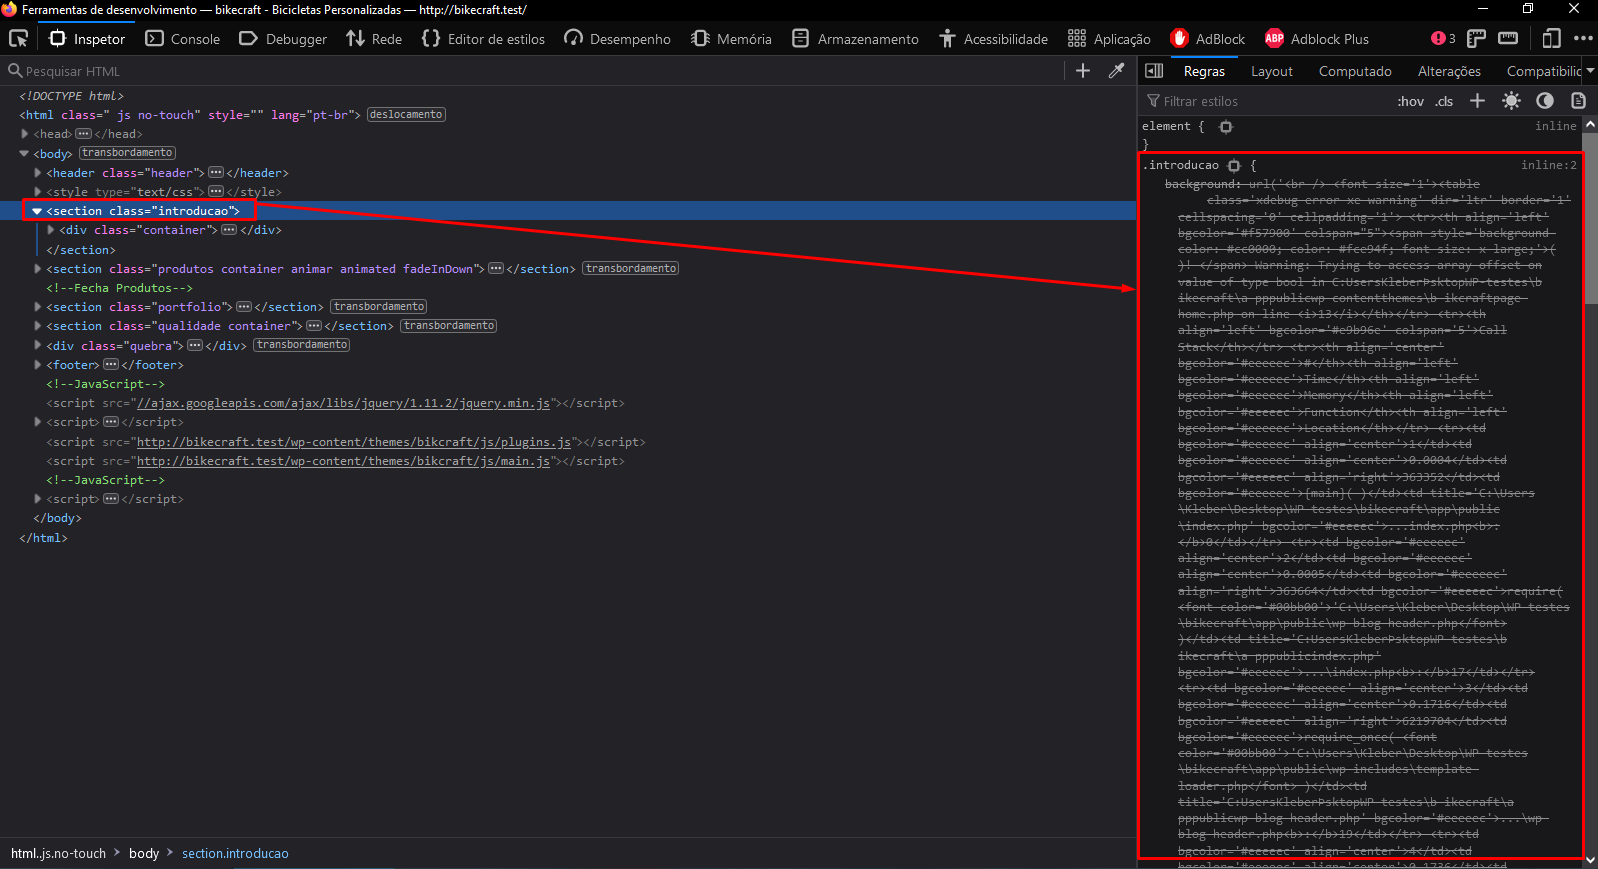 Ferramentas de desenvolvimento — bikecraft - Bicicletas Personalizadas — http://bikecraft.test/
Inspetor Console Debugger Rede Editor de estilos Desempenho Memória Armazenamento Acessibilidade Aplicação AdBlock ABP Adblock Plus 3
Pesquisar HTML
<!DOCTYPE html>
<html class=" js no-touch" style="" lang="pt-br"> deslocamento
<head></head>
<body> transbordamento
<header class="header"></header>
<style type="text/css"></style>
<section class="introducao">
<div class="container"></div>
</section>
<section class="produtos container animar animated fadeInDown"></section> transbordamento
<!--Fecha Produtos-->
<section class="portfolio"></section> transbordamento
<section class="qualidade container"></section> transbordamento
<div class="quebra"></div> transbordamento
<footer></footer>
<!--JavaScript-->
<script src="//ajax.googleapis.com/ajax/libs/jquery/1.11.2/jquery.min.js"></script>
<script></script>
<script src="http://bikecraft.test/wp-content/themes/bikcraft/js/plugins.js"></script>
<script src="http://bikecraft.test/wp-content/themes/bikcraft/js/main.js"></script>
<!--JavaScript-->
<script></script>
</body>
</html>
html.js.no-touch body section.introducao
Regras Layout Computado Alterações Compatibilid
Filtrar estilos :hov .cls
element { inline
}
.introducao { inline:2
background: url('<br /> <font size='1'><table
class='xdebug-error xe-warning' dir='ltr' border='1'
cellspacing='0' cellpadding='1'> <tr><th align='left'
bgcolor='#f57900' colspan="5"><span style='background-
color: #cc0000; color: #fce94f; font-size: x-large;'>(
)! </span> Warning: Trying to access array offset on
value of type bool in C:UsersKleberÞsktopWP-testes\b
ikecraft\a pppublicwp-contentthemes\b ikcraftpage-
home.php on line <i>13</i></th></tr> <tr><th
align='left' bgcolor='#e9b96e' colspan='5'>Call
Stack</th></tr> <tr><th align='center'
bgcolor='#eeeeec'>#</th><th align='left'
bgcolor='#eeeeec'>Time</th><th align='left'
bgcolor='#eeeeec'>Memory</th><th align='left'
bgcolor='#eeeeec'>Function</th><th align='left'
bgcolor='#eeeeec'>Location</th></tr> <tr><td
bgcolor='#eeeeec' align='center'>1</td><td
bgcolor='#eeeeec' align='center'>0.0004</td><td
bgcolor='#eeeeec' align='right'>363352</td><td
bgcolor='#eeeeec'>{main}( )</td><td title='C:\Users
\Kleber\Desktop\WP-testes\bikecraft\app\public
\index.php' bgcolor='#eeeeec'>...index.php<b>:
</b>0</td></tr> <tr><td bgcolor='#eeeeec'
align='center'>2</td><td bgcolor='#eeeeec'
align='center'>0.0005</td><td bgcolor='#eeeeec'
align='right'>363664</td><td bgcolor='#eeeeec'>require(
<font color='#00bb00'>'C:\Users\Kleber\Desktop\WP-testes
\bikecraft\app\public\wp-blog-header.php</font>
)</td><td title='C:UsersKleberÞsktopWP-testes\b
ikecraft\a pppublicindex.php'
bgcolor='#eeeeec'>...\index.php<b>:</b>17</td></tr>
<tr><td bgcolor='#eeeeec' align='center'>3</td><td
bgcolor='#eeeeec' align='center'>0.1716</td><td
bgcolor='#eeeeec' align='right'>6219704</td><td
bgcolor='#eeeeec'>require_once( <font
color='#00bb00'>'C:\Users\Kleber\Desktop\WP-testes
\bikecraft\app\public\wp-includes\template-
loader.php</font> )</td><td
title='C:UsersKleberÞsktopWP-testes\b ikecraft\a
pppublicwp-blog-header.php' bgcolor='#eeeeec'>...\wp-
blog-header.php<b>:</b>19</td></tr> <tr><td
bgcolor='#eeeeec' align='center'>4</td><td
bgcolor='#eeeeec' align='center'>0.1736</td><td